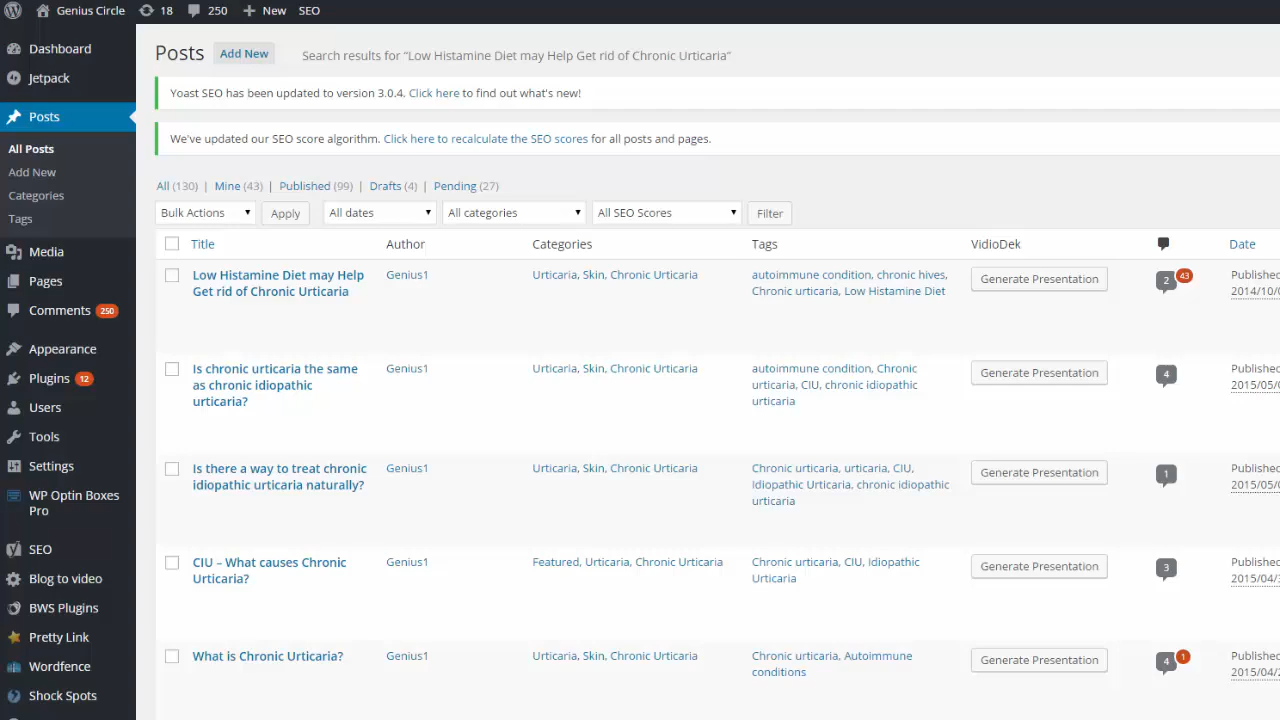 Genius Circle 18 250 New SEO
Dashboard
Jetpack
Posts
All Posts
Add New
Categories
Tags
Media
Pages
Comments 250
Appearance
Plugins 12
Users
Tools
Settings
WP Optin Boxes
Pro
SEO
Blog to video
BWS Plugins
Pretty Link
Wordfence
Shock Spots
Posts Add New Search results for “Low Histamine Diet may Help Get rid of Chronic Urticaria”
Yoast SEO has been updated to version 3.0.4. Click here to find out what's new!
We've updated our SEO score algorithm. Click here to recalculate the SEO scores for all posts and pages.
All (130) | Mine (43) | Published (99) | Drafts (4) | Pending (27)
Bulk Actions Apply All dates All categories All SEO Scores Filter
Title Author Categories Tags VidioDek Date
Low Histamine Diet may Help Genius1 Urticaria, Skin, Chronic Urticaria autoimmune condition, chronic hives, Generate Presentation 2 43 Published
Get rid of Chronic Urticaria Chronic urticaria, Low Histamine Diet 2014/10/
Is chronic urticaria the same Genius1 Urticaria, Skin, Chronic Urticaria autoimmune condition, Chronic Generate Presentation 4 Published
as chronic idiopathic urticaria, CIU, chronic idiopathic 2015/05/
urticaria? urticaria
Is there a way to treat chronic Genius1 Urticaria, Skin, Chronic Urticaria Chronic urticaria, urticaria, CIU, Generate Presentation 1 Published
idiopathic urticaria naturally? Idiopathic Urticaria, chronic idiopathic 2015/05/
urticaria
CIU – What causes Chronic Genius1 Featured, Urticaria, Chronic Urticaria Chronic urticaria, CIU, Idiopathic Generate Presentation 3 Published
Urticaria? Urticaria 2015/04/
What is Chronic Urticaria? Genius1 Urticaria, Skin, Chronic Urticaria Chronic urticaria, Autoimmune Generate Presentation 4 1 Published
conditions 2015/04/2